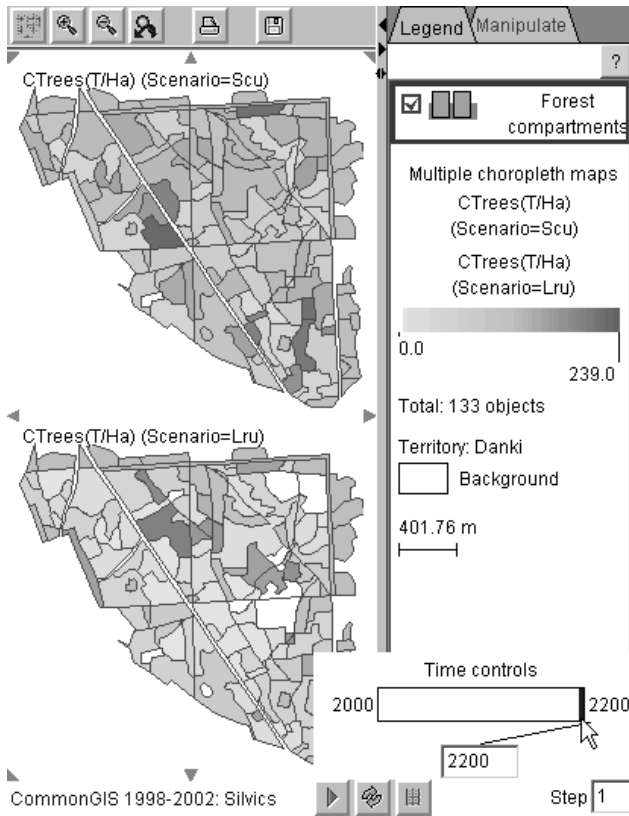 Legend Manipulate
?
CTrees(T/Ha) (Scenario=Scu)
Forest
compartments
Multiple choropleth maps
CTrees(T/Ha)
(Scenario=Scu)
CTrees(T/Ha)
(Scenario=Lru)
0.0
239.0
Total: 133 objects
CTrees(T/Ha) (Scenario=Lru)
Territory: Danki
Background
401.76 m
Time controls
2000 2200
2200
CommonGIS 1998-2002: Silvics
Step 1